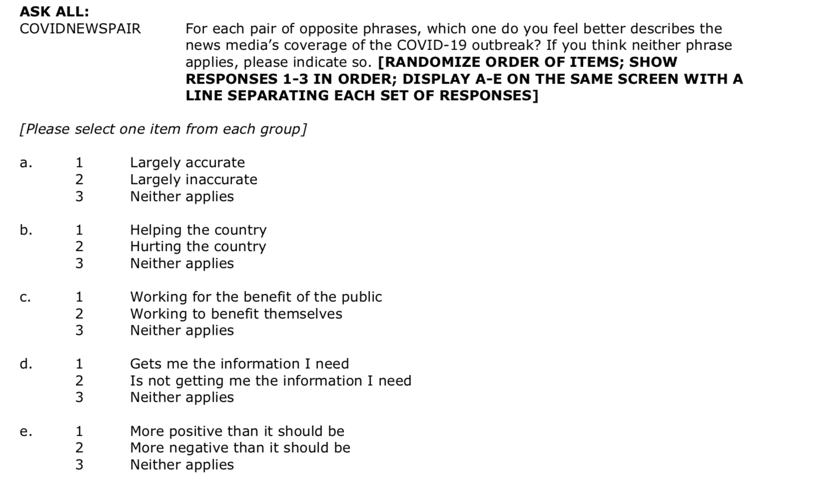 ASK ALL:
COVIDNEWSPAIR For each pair of opposite phrases, which one do you feel better describes the
news media’s coverage of the COVID-19 outbreak? If you think neither phrase
applies, please indicate so. [RANDOMIZE ORDER OF ITEMS; SHOW
RESPONSES 1-3 IN ORDER; DISPLAY A-E ON THE SAME SCREEN WITH A
LINE SEPARATING EACH SET OF RESPONSES]
[Please select one item from each group]
a. 1 Largely accurate
2 Largely inaccurate
3 Neither applies
b. 1 Helping the country
2 Hurting the country
3 Neither applies
c. 1 Working for the benefit of the public
2 Working to benefit themselves
3 Neither applies
d. 1 Gets me the information I need
2 Is not getting me the information I need
3 Neither applies
e. 1 More positive than it should be
2 More negative than it should be
3 Neither applies